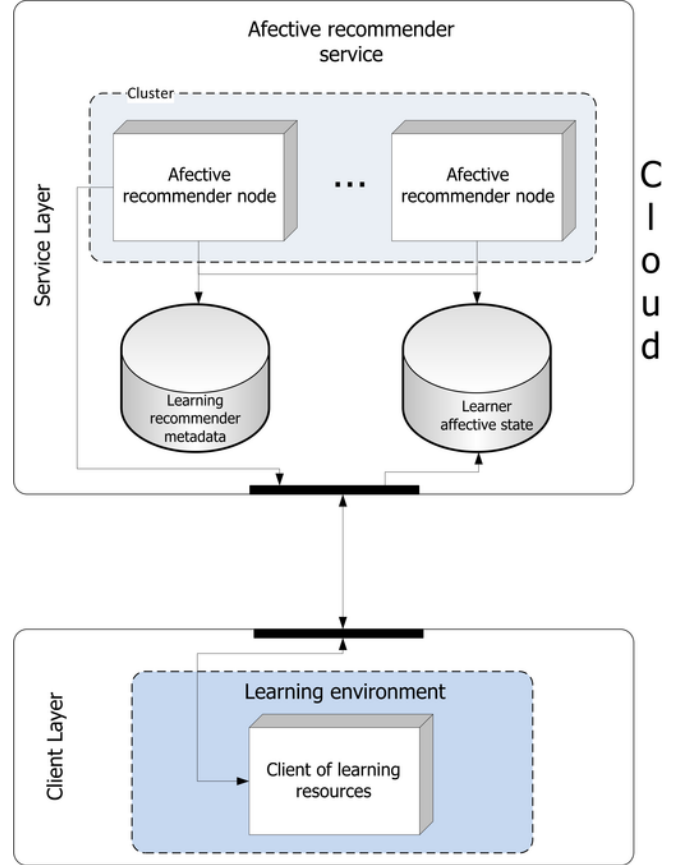 Afective recommender
service
Cluster
Afective
recommender node
...
Afective
recommender node
Service Layer
Cloud
Learning
recommender
metadata
Learner
affective state
Client Layer
Learning environment
Client of learning
resources